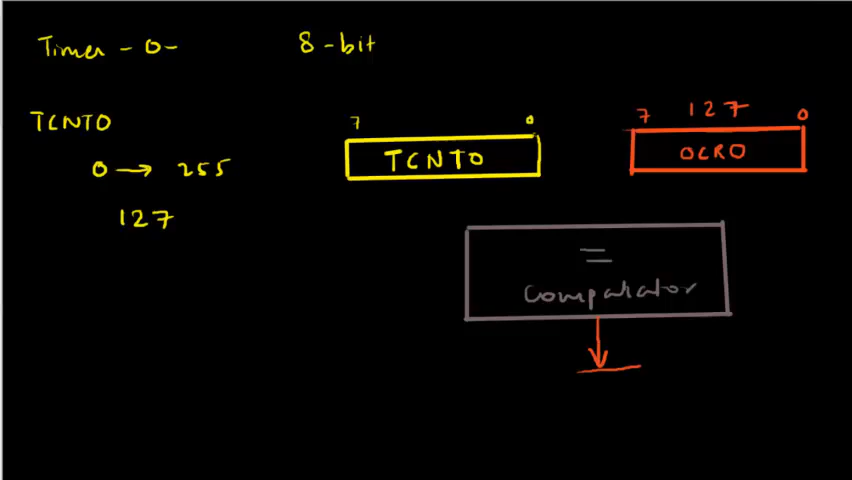 Timer - 0- 8-bit
TCNT0
0 → 255
127
7 0
TCNT0
7 127 0
OCR0
=
Comparator